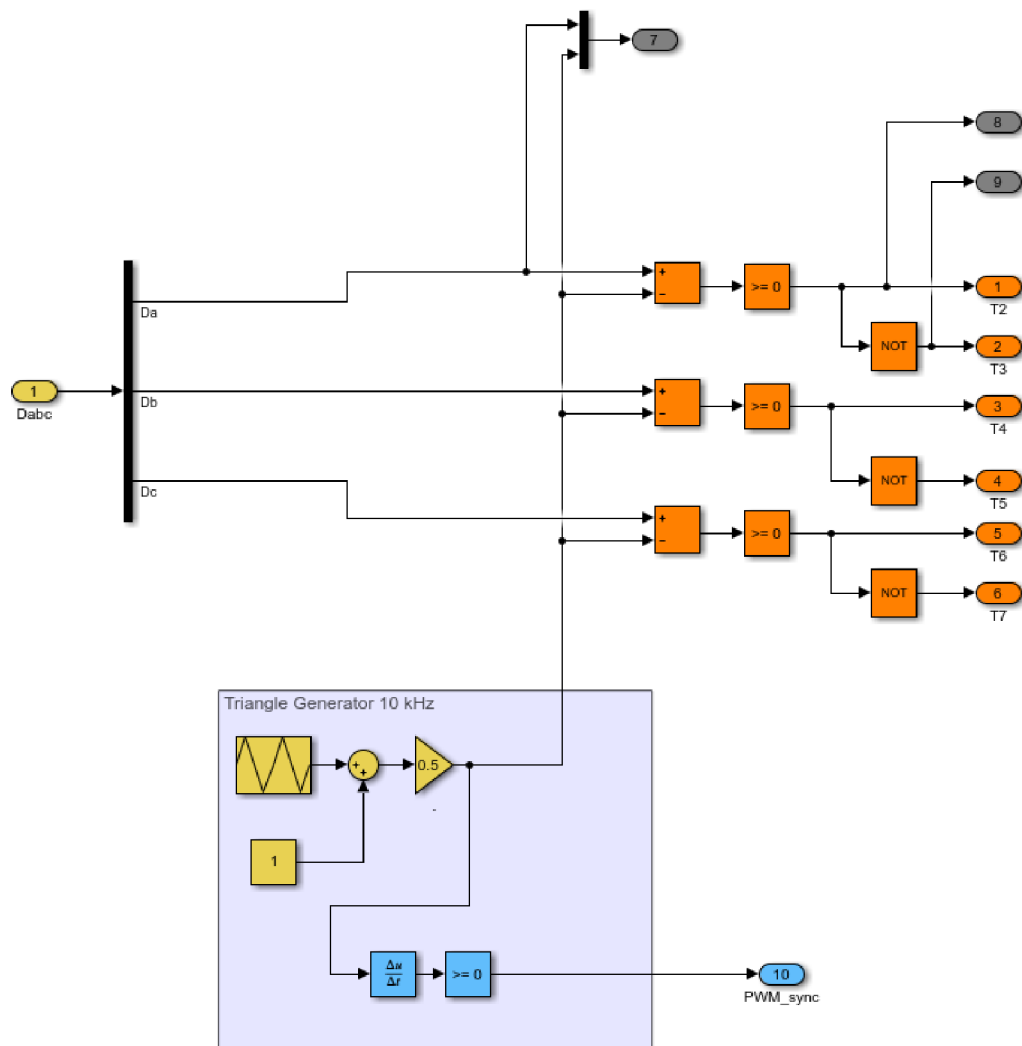 7
8
9
+
−
>= 0
1
T2
Da
NOT
2
T3
1
Dabc
Db
+
−
>= 0
3
T4
NOT
4
T5
Dc
+
−
>= 0
5
T6
NOT
6
T7
Triangle Generator 10 kHz
+
+
0.5
1
Δu
Δt
>= 0
10
PWM_sync